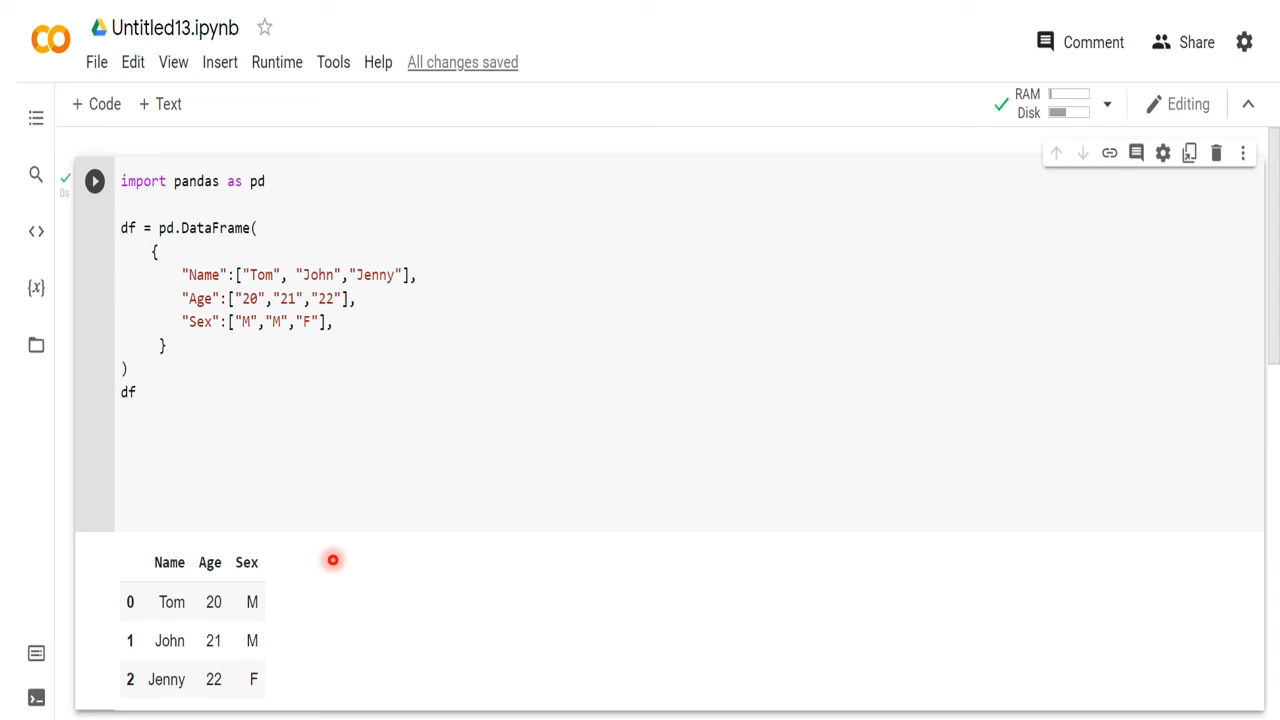 Untitled13.ipynb
Comment
Share
File Edit View Insert Runtime Tools Help All changes saved
+ Code + Text
RAM
Disk
Editing
0s
import pandas as pd
df = pd.DataFrame(
{
"Name":["Tom", "John","Jenny"],
"Age":["20","21","22"],
"Sex":["M","M","F"],
}
)
df
Name Age Sex
0 Tom 20 M
1 John 21 M
2 Jenny 22 F